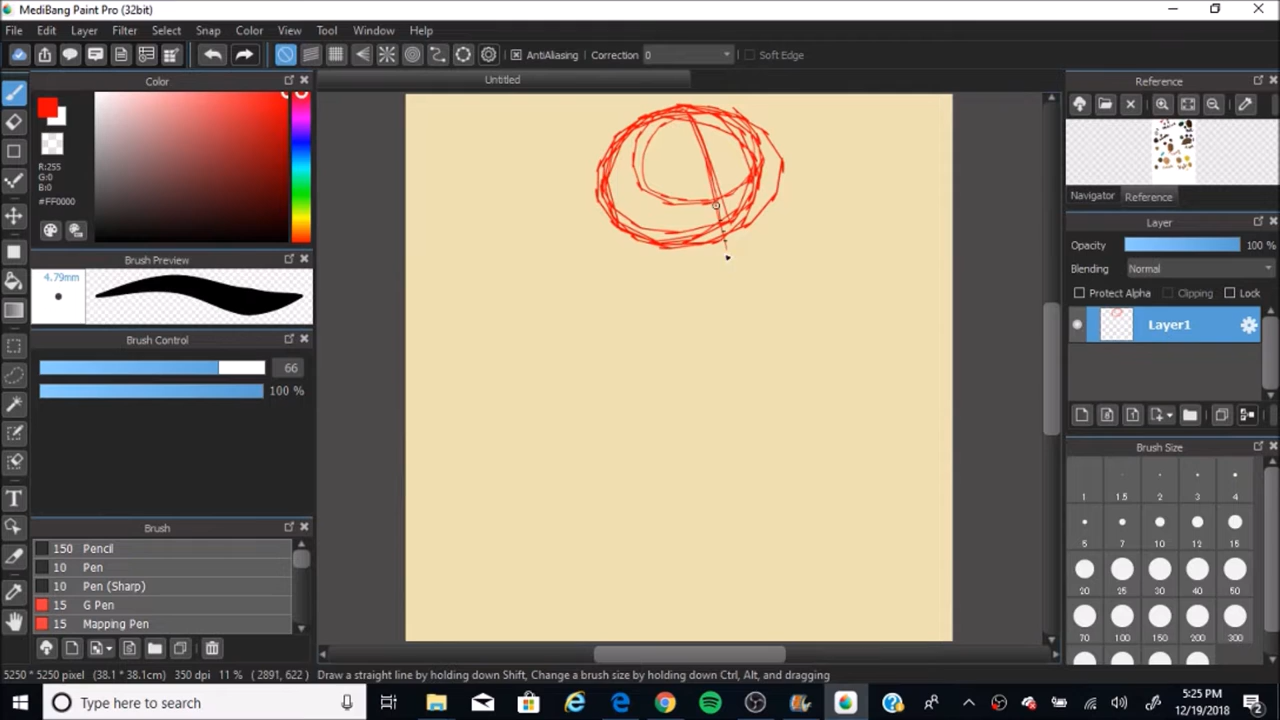 MediBang Paint Pro (32bit)
File Edit Layer Filter Select Snap Color View Tool Window Help
AntiAliasing Correction 0 Soft Edge
Color
Untitled
Reference
R:255
G:0
B:0
#FF0000
Navigator Reference
Layer
Opacity 100 %
Blending Normal
Protect Alpha Clipping Lock
Layer1
Brush Preview
4.79mm
Brush Control
66
100 %
Brush Size
1 1.5 2 3 4
5 7 10 12 15
20 25 30 40 50
70 100 150 200 300
Brush
150 Pencil
10 Pen
10 Pen (Sharp)
15 G Pen
15 Mapping Pen
5250 * 5250 pixel (38.1 * 38.1cm) 350 dpi 11 % ( 2891, 622 ) Draw a straight line by holding down Shift, Change a brush size by holding down Ctrl, Alt, and dragging
Type here to search
5:25 PM
12/19/2018
2